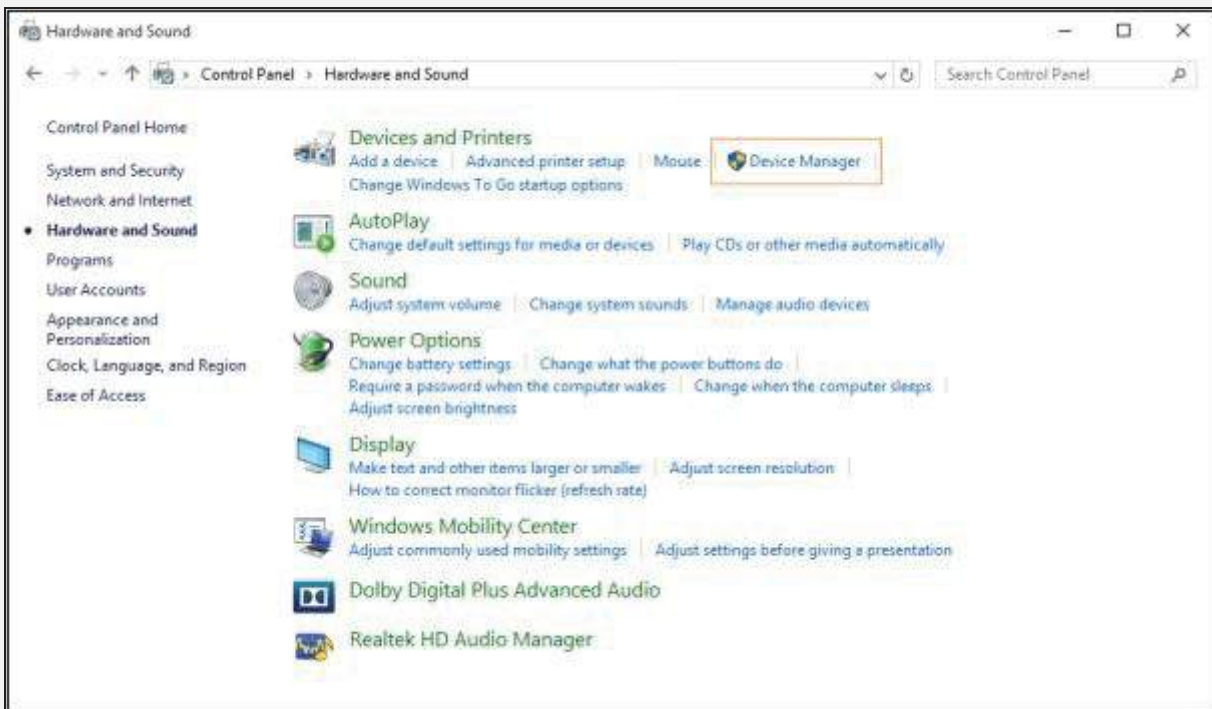 Hardware and Sound
Control Panel > Hardware and Sound
Search Control Panel
Control Panel Home
System and Security
Network and Internet
Hardware and Sound
Programs
User Accounts
Appearance and
Personalization
Clock, Language, and Region
Ease of Access
Devices and Printers
Add a device | Advanced printer setup | Mouse | Device Manager
Change Windows To Go startup options
AutoPlay
Change default settings for media or devices | Play CDs or other media automatically
Sound
Adjust system volume | Change system sounds | Manage audio devices
Power Options
Change battery settings | Change what the power buttons do
Require a password when the computer wakes | Change when the computer sleeps
Adjust screen brightness
Display
Make text and other items larger or smaller | Adjust screen resolution
How to correct monitor flicker (refresh rate)
Windows Mobility Center
Adjust commonly used mobility settings | Adjust settings before giving a presentation
Dolby Digital Plus Advanced Audio
Realtek HD Audio Manager